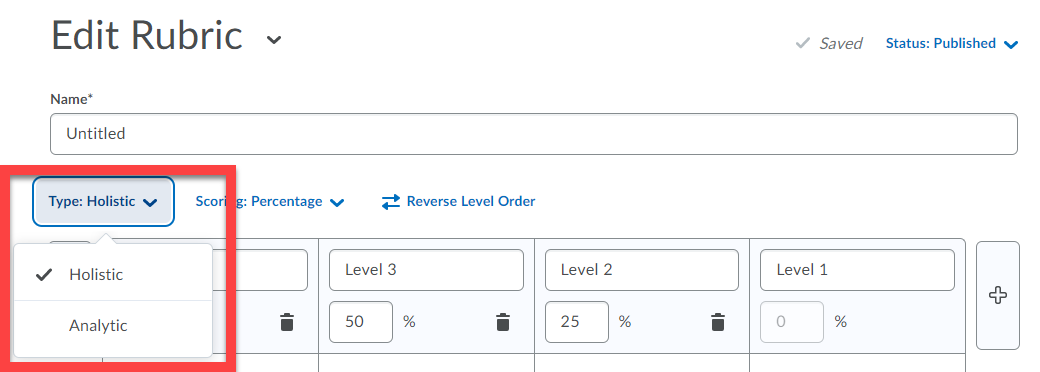 Edit Rubric
Saved Status: Published
Name*
Untitled
Type: Holistic Scoring: Percentage Reverse Level Order
Holistic Level 3 Level 2 Level 1
Analytic 50 % 25 % 0 %